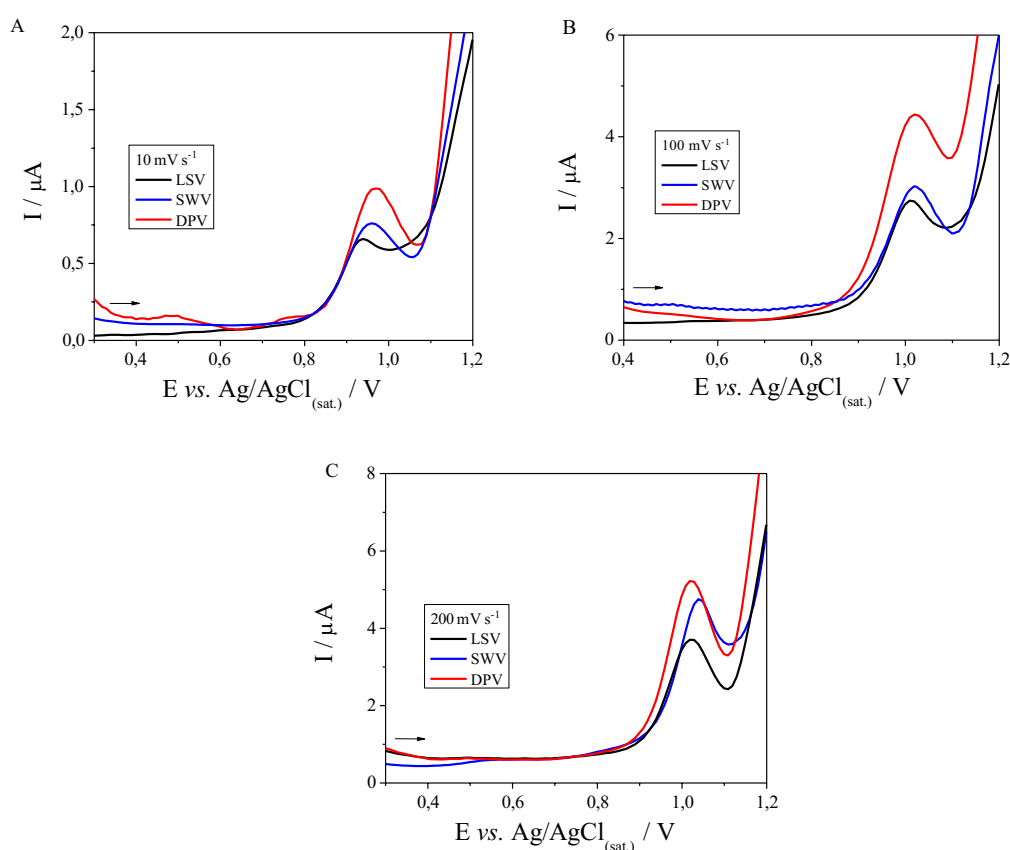 A
2,0
1,5
1,0
0,5
0,0
I / μA
10 mV s⁻¹
LSV
SWV
DPV
0,4 0,6 0,8 1,0 1,2
E vs. Ag/AgCl(sat.) / V
B
6
4
2
0
I / μA
100 mV s⁻¹
LSV
SWV
DPV
0,4 0,6 0,8 1,0 1,2
E vs. Ag/AgCl(sat.) / V
C
8
6
4
2
0
I / μA
200 mV s⁻¹
LSV
SWV
DPV
0,4 0,6 0,8 1,0 1,2
E vs. Ag/AgCl(sat.) / V